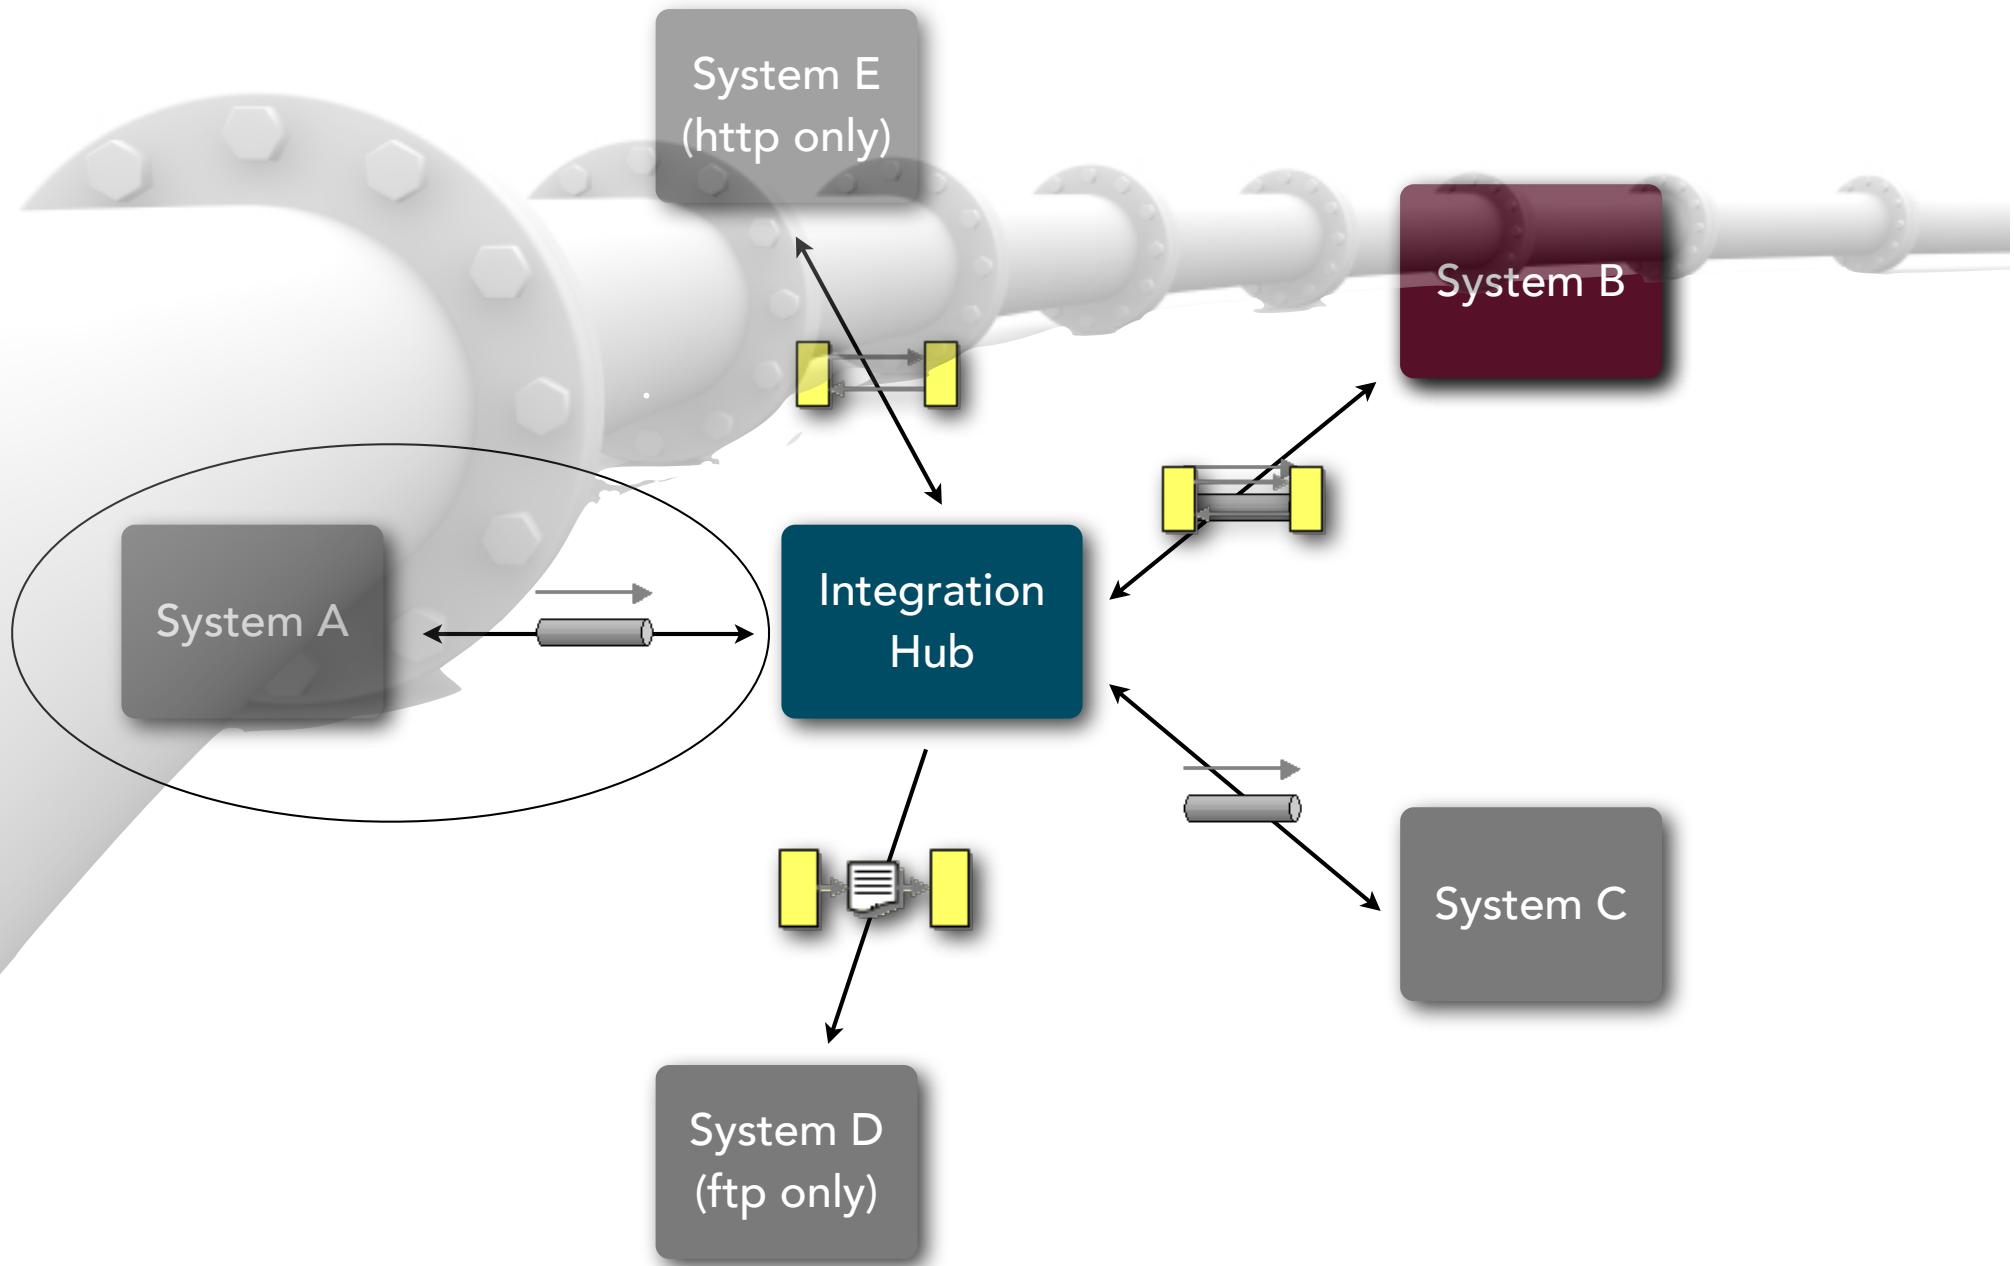 System E
(http only)
System B
System A
Integration
Hub
System C
System D
(ftp only)